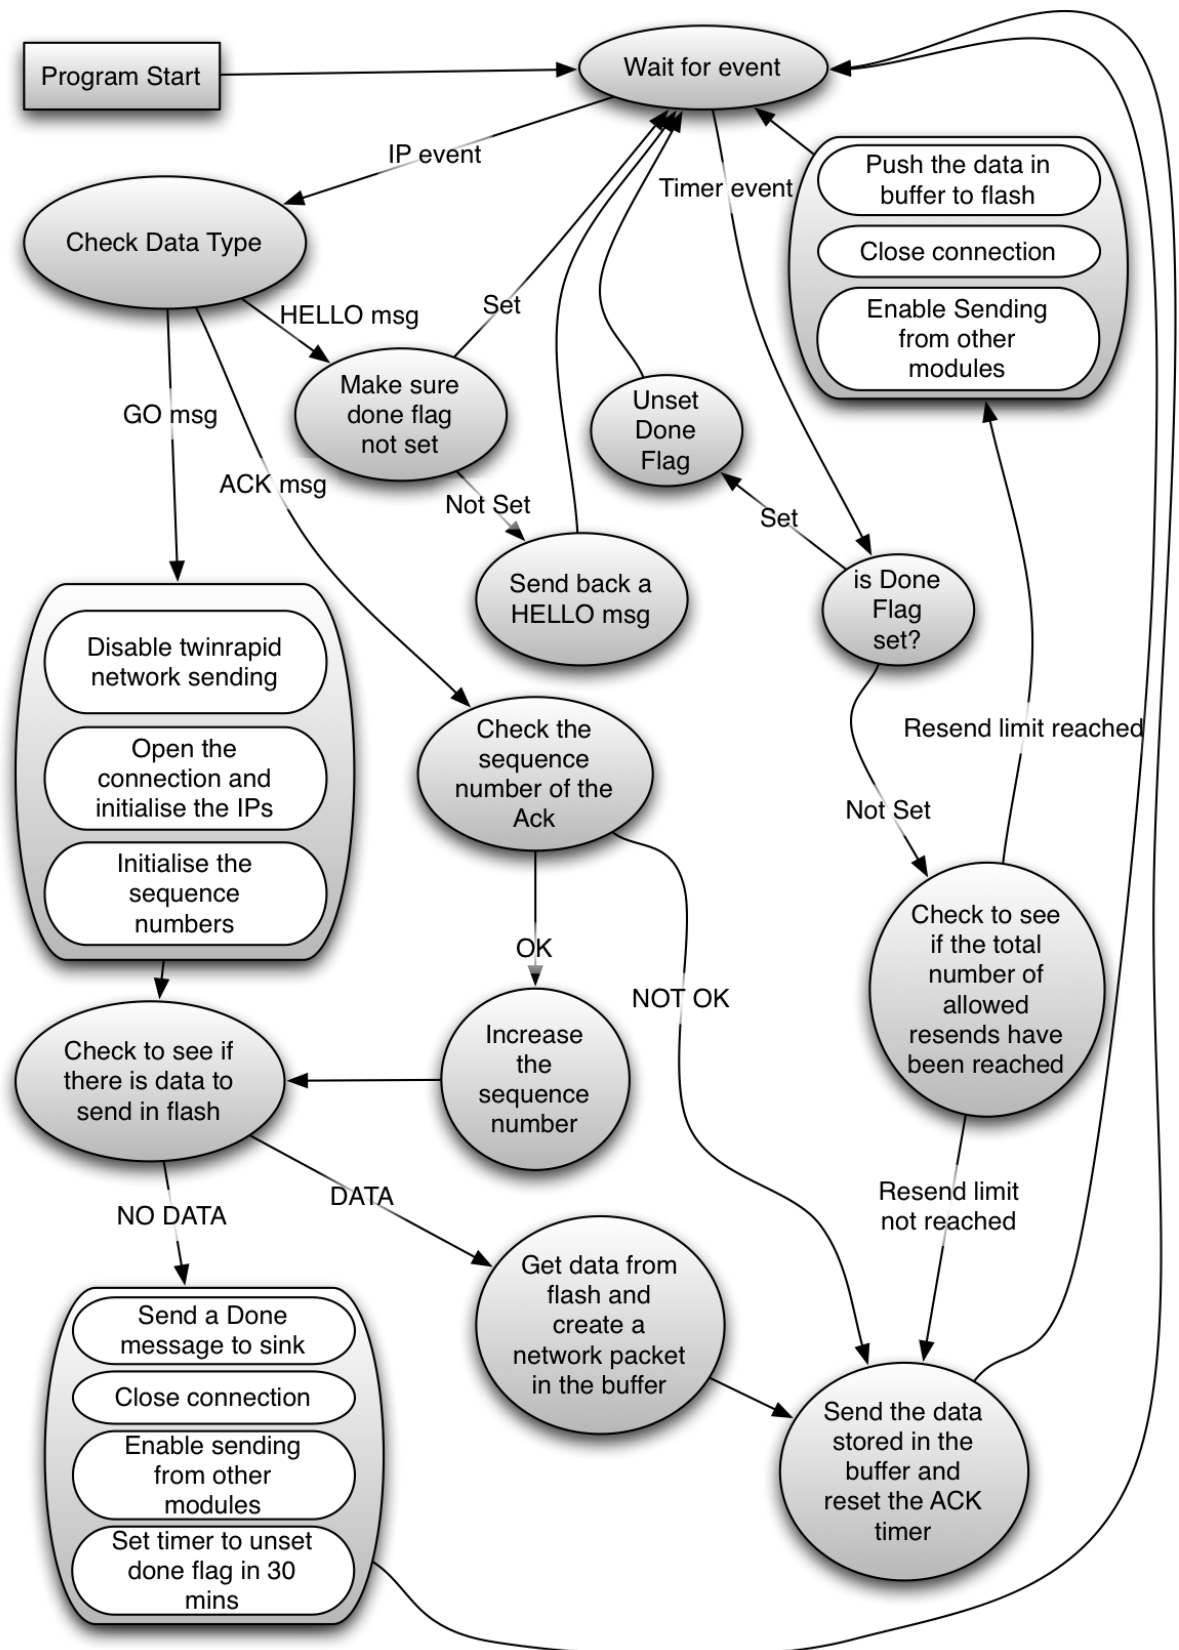 Program Start
Wait for event
IP event
Timer event
Push the data in
buffer to flash
Close connection
Enable Sending
from other
modules
Check Data Type
HELLO msg
Set
Make sure
done flag
not set
GO msg
ACK msg
Not Set
Unset
Done
Flag
Set
Send back a
HELLO msg
is Done
Flag
set?
Disable twinrapid
network sending
Open the
connection and
initialise the IPs
Initialise the
sequence
numbers
Check the
sequence
number of the
Ack
Resend limit reached
Not Set
OK
NOT OK
Check to see
if the total
number of
allowed
resends have
been reached
Increase
the
sequence
number
Check to see if
there is data to
send in flash
NO DATA
DATA
Resend limit
not reached
Get data from
flash and
create a
network packet
in the buffer
Send a Done
message to sink
Close connection
Enable sending
from other
modules
Set timer to unset
done flag in 30
mins
Send the data
stored in the
buffer and
reset the ACK
timer